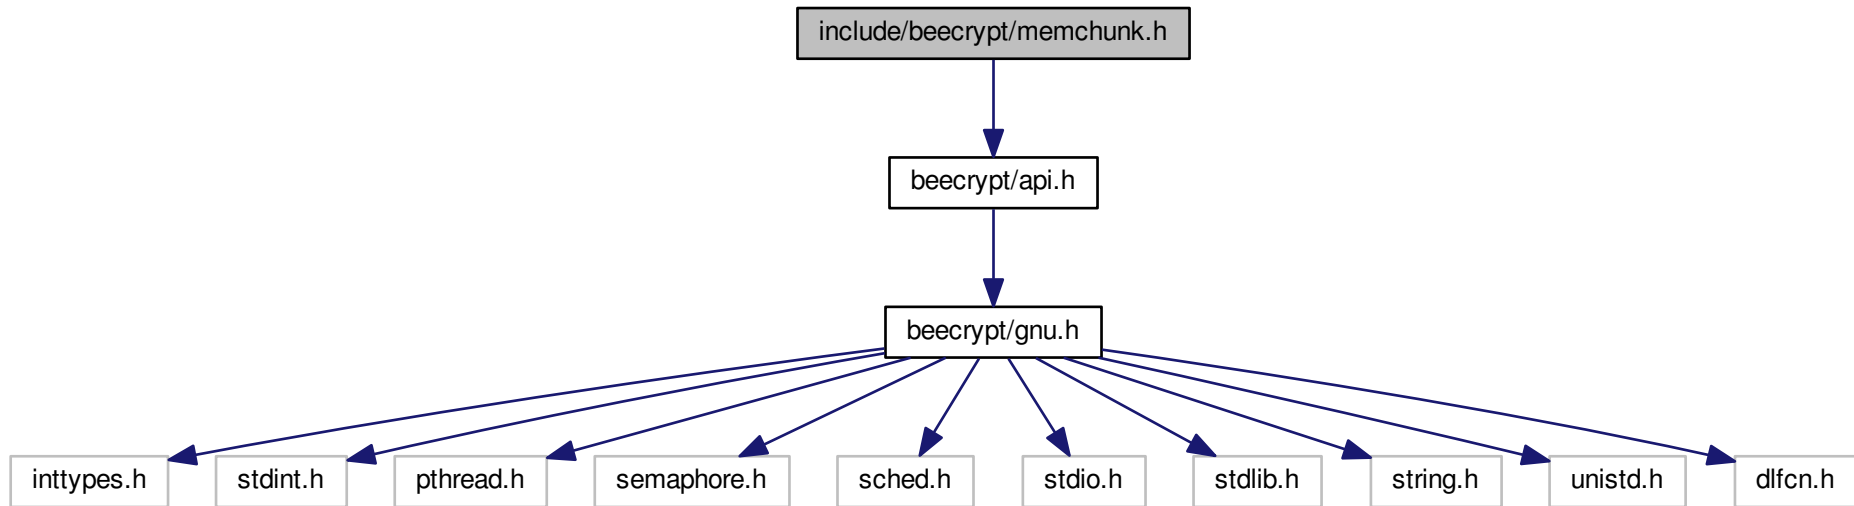 include/beecrypt/memchunk.h
beecrypt/api.h
beecrypt/gnu.h
inttypes.h
stdint.h
pthread.h
semaphore.h
sched.h
stdio.h
stdlib.h
string.h
unistd.h
dlfcn.h